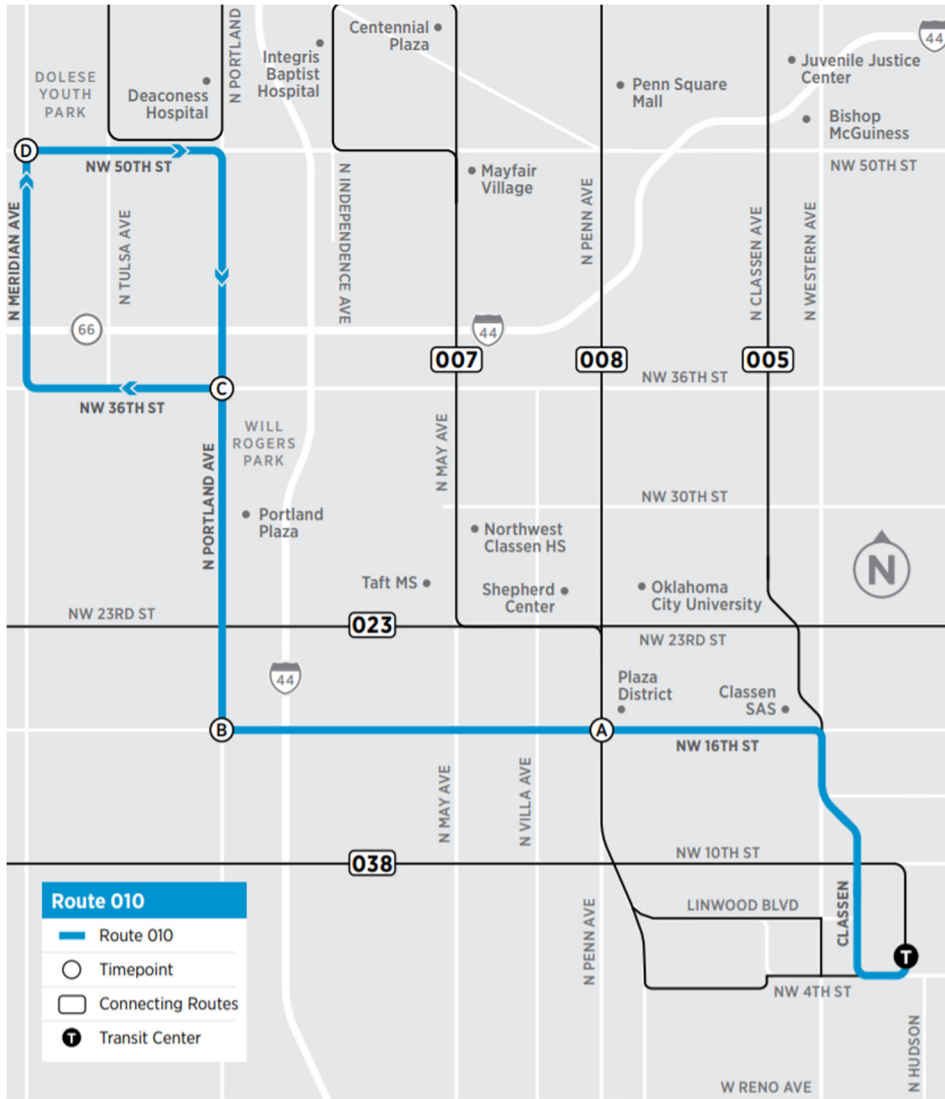 Centennial
Plaza
44
N PORTLAND
Integris
Baptist
Hospital
Juvenile Justice
Center
DOLESE
YOUTH
PARK
Deaconess
Hospital
Penn Square
Mall
Bishop
McGuiness
D
NW 50TH ST
NW 50TH ST
Mayfair
Village
N MERIDIAN AVE
N TULSA AVE
N INDEPENDENCE AVE
N PENN AVE
N CLASSEN AVE
N WESTERN AVE
66
44
007
008
005
NW 36TH ST
C
NW 36TH ST
WILL
ROGERS
PARK
N PORTLAND AVE
N MAY AVE
NW 30TH ST
Portland
Plaza
Northwest
Classen HS
N
Taft MS
Shepherd
Center
Oklahoma
City University
NW 23RD ST
023
NW 23RD ST
44
Plaza
District
Classen
SAS
B
A
NW 16TH ST
N MAY AVE
N VILLA AVE
038
NW 10TH ST
Route 010
Route 010
Timepoint
Connecting Routes
T
Transit Center
N PENN AVE
LINWOOD BLVD
CLASSEN
T
NW 4TH ST
N HUDSON
W RENO AVE